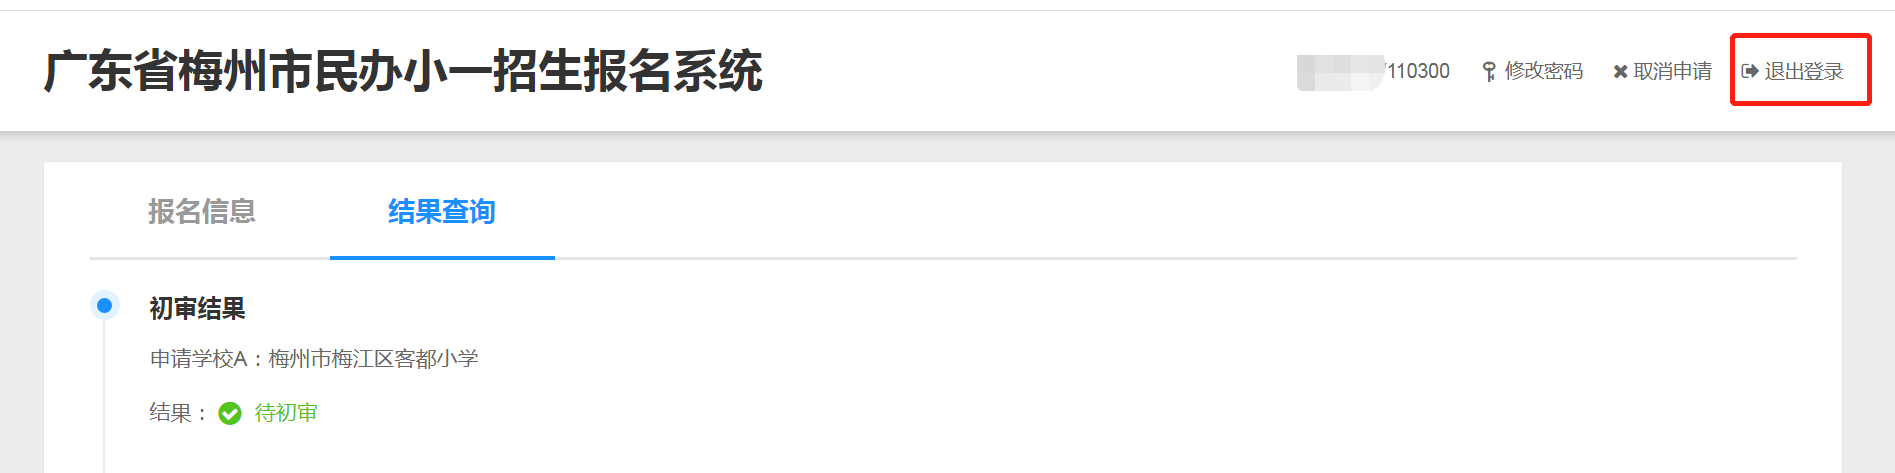 广东省梅州市民办小一招生报名系统
110300 修改密码 取消申请 退出登录
报名信息 结果查询
初审结果
申请学校A：梅州市梅江区客都小学
结果： 待初审